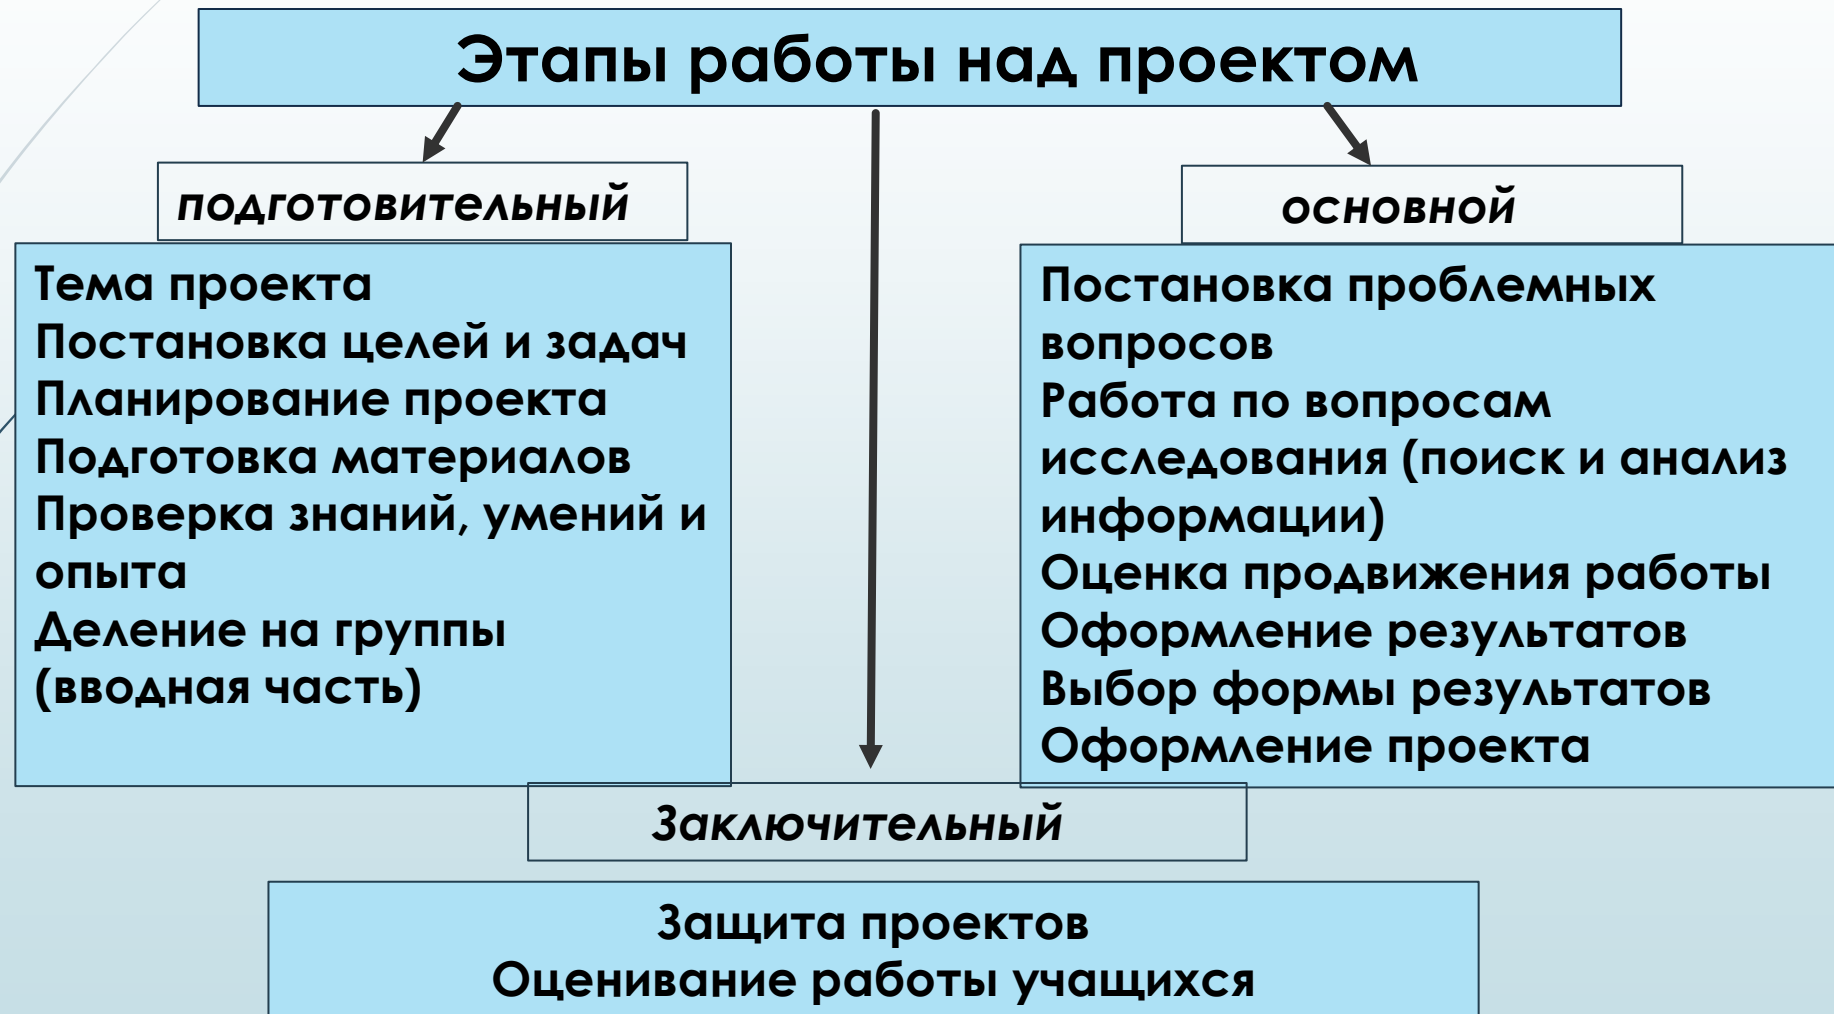 Этапы работы над проектом
подготовительный
Тема проекта
Постановка целей и задач
Планирование проекта
Подготовка материалов
Проверка знаний, умений и
опыта
Деление на группы
(вводная часть)
основной
Постановка проблемных
вопросов
Работа по вопросам
исследования (поиск и анализ
информации)
Оценка продвижения работы
Оформление результатов
Выбор формы результатов
Оформление проекта
Заключительный
Защита проектов
Оценивание работы учащихся